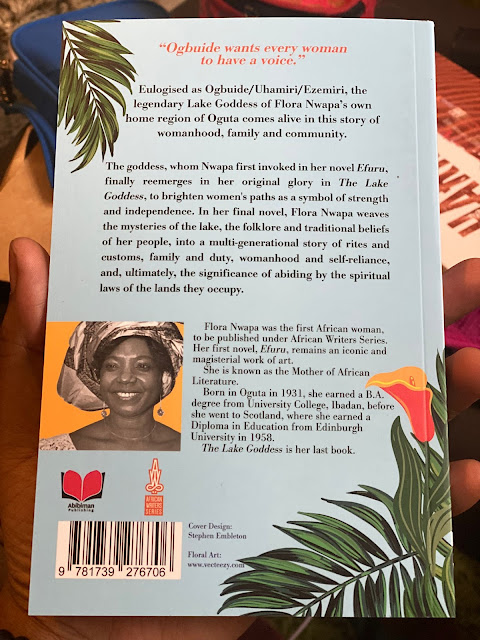 “Ogbuide wants every woman
to have a voice.”
Eulogised as Ogbuide/Uhamiri/Ezemiri, the
legendary Lake Goddess of Flora Nwapa’s own
home region of Oguta comes alive in this story of
womanhood, family and community.
The goddess, whom Nwapa first invoked in her novel Efuru,
finally reemerges in her original glory in The Lake
Goddess, to brighten women's paths as a symbol of strength
and independence. In her final novel, Flora Nwapa weaves
the mysteries of the lake, the folklore and traditional beliefs
of her people, into a multi-generational story of rites and
customs, family and duty, womanhood and self-reliance,
and, ultimately, the significance of abiding by the spiritual
laws of the lands they occupy.
Flora Nwapa was the first African woman,
to be published under African Writers Series.
Her first novel, Efuru, remains an iconic and
magisterial work of art.
She is known as the Mother of African
Literature.
Born in Oguta in 1931, she earned a B.A.
degree from University College, Ibadan, before
she went to Scotland, where she earned a
Diploma in Education from Edinburgh
University in 1958.
The Lake Goddess is her last book.
Abibiman
Publishing
AW
AFRICAN
WRITERS
SERIES
Cover Design:
Stephen Embleton
Floral Art:
www.vecteezy.com
9 781739 276706